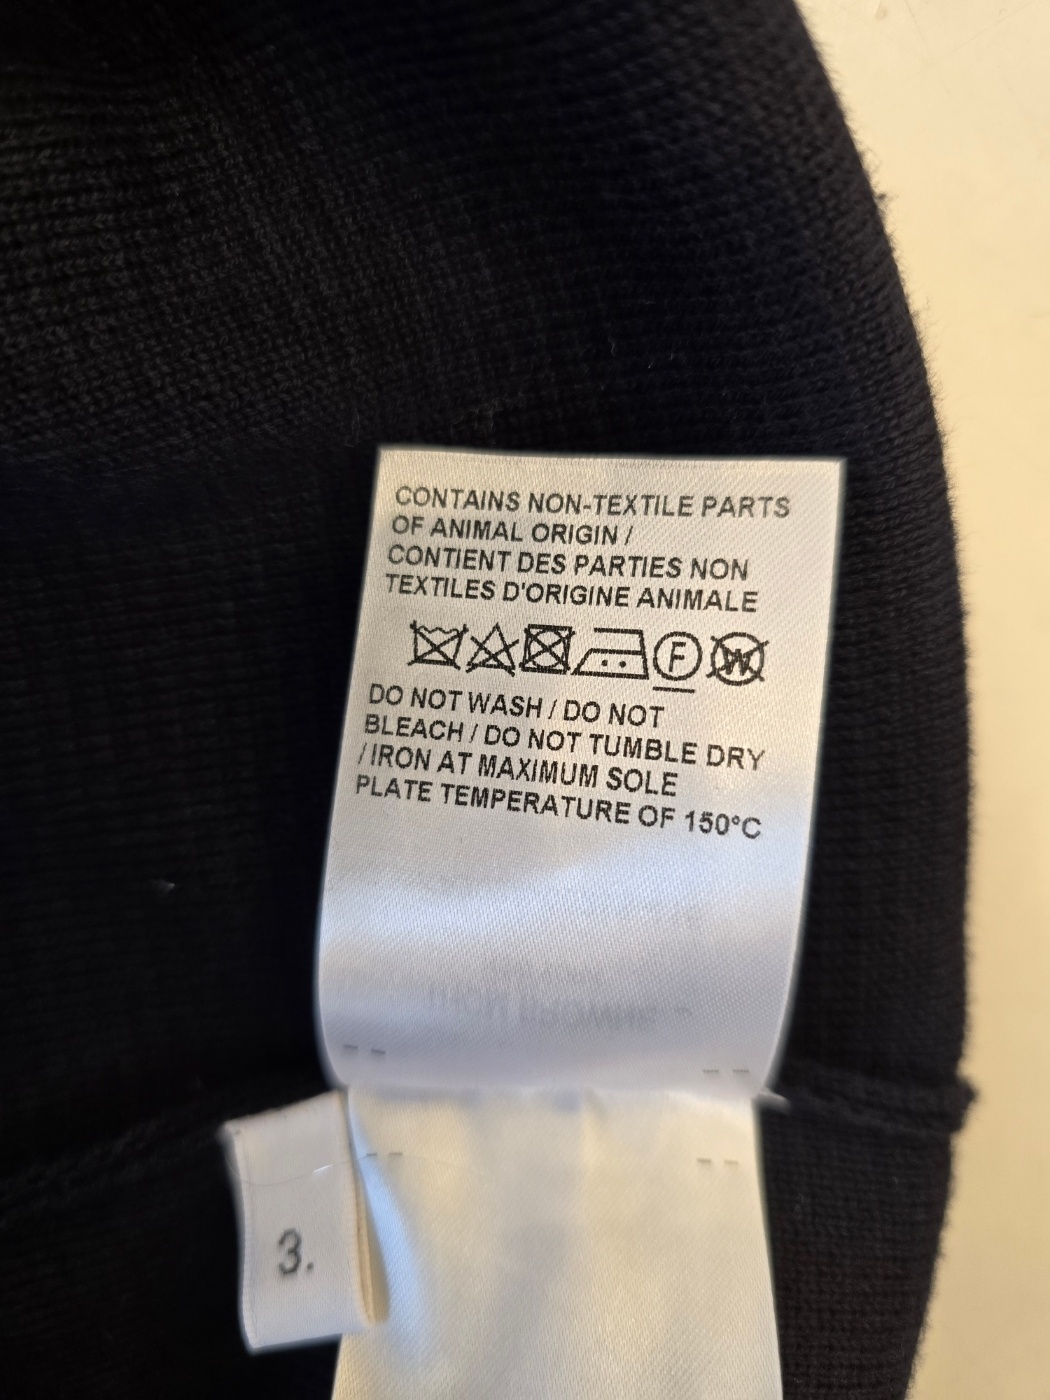 CONTAINS NON-TEXTILE PARTS
OF ANIMAL ORIGIN /
CONTIENT DES PARTIES NON
TEXTILES D'ORIGINE ANIMALE
F W
DO NOT WASH / DO NOT
BLEACH / DO NOT TUMBLE DRY
/ IRON AT MAXIMUM SOLE
PLATE TEMPERATURE OF 150°C
3.